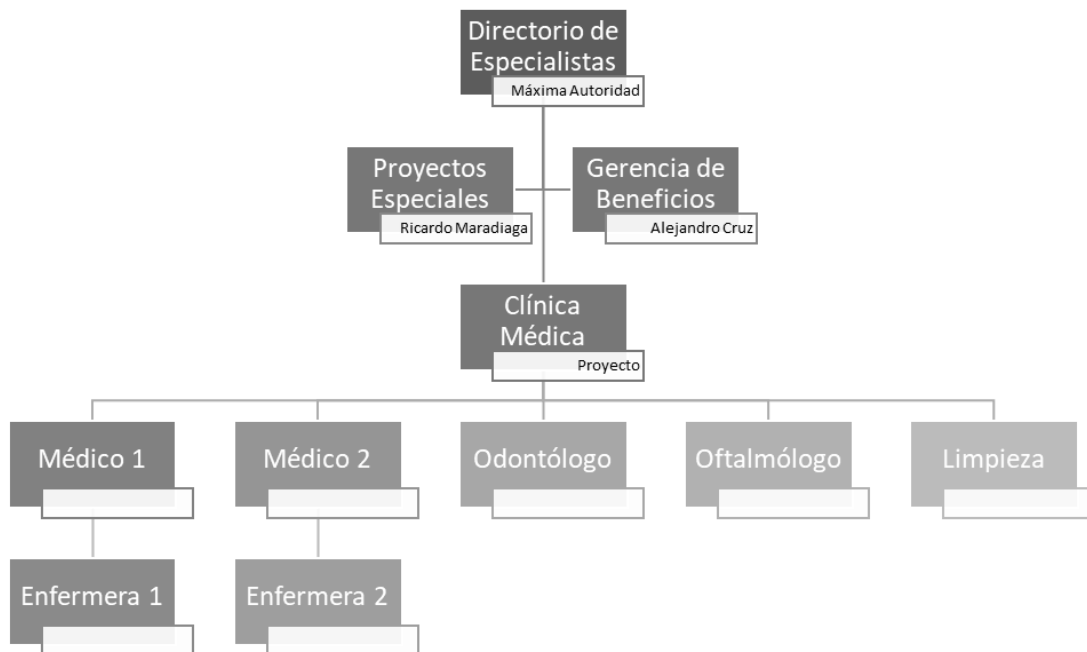 Directorio de
Especialistas
Máxima Autoridad
Proyectos
Especiales
Ricardo Maradiaga
Gerencia de
Beneficios
Alejandro Cruz
Clínica
Médica
Proyecto
Médico 1
Médico 2
Odontólogo
Oftalmólogo
Limpieza
Enfermera 1
Enfermera 2